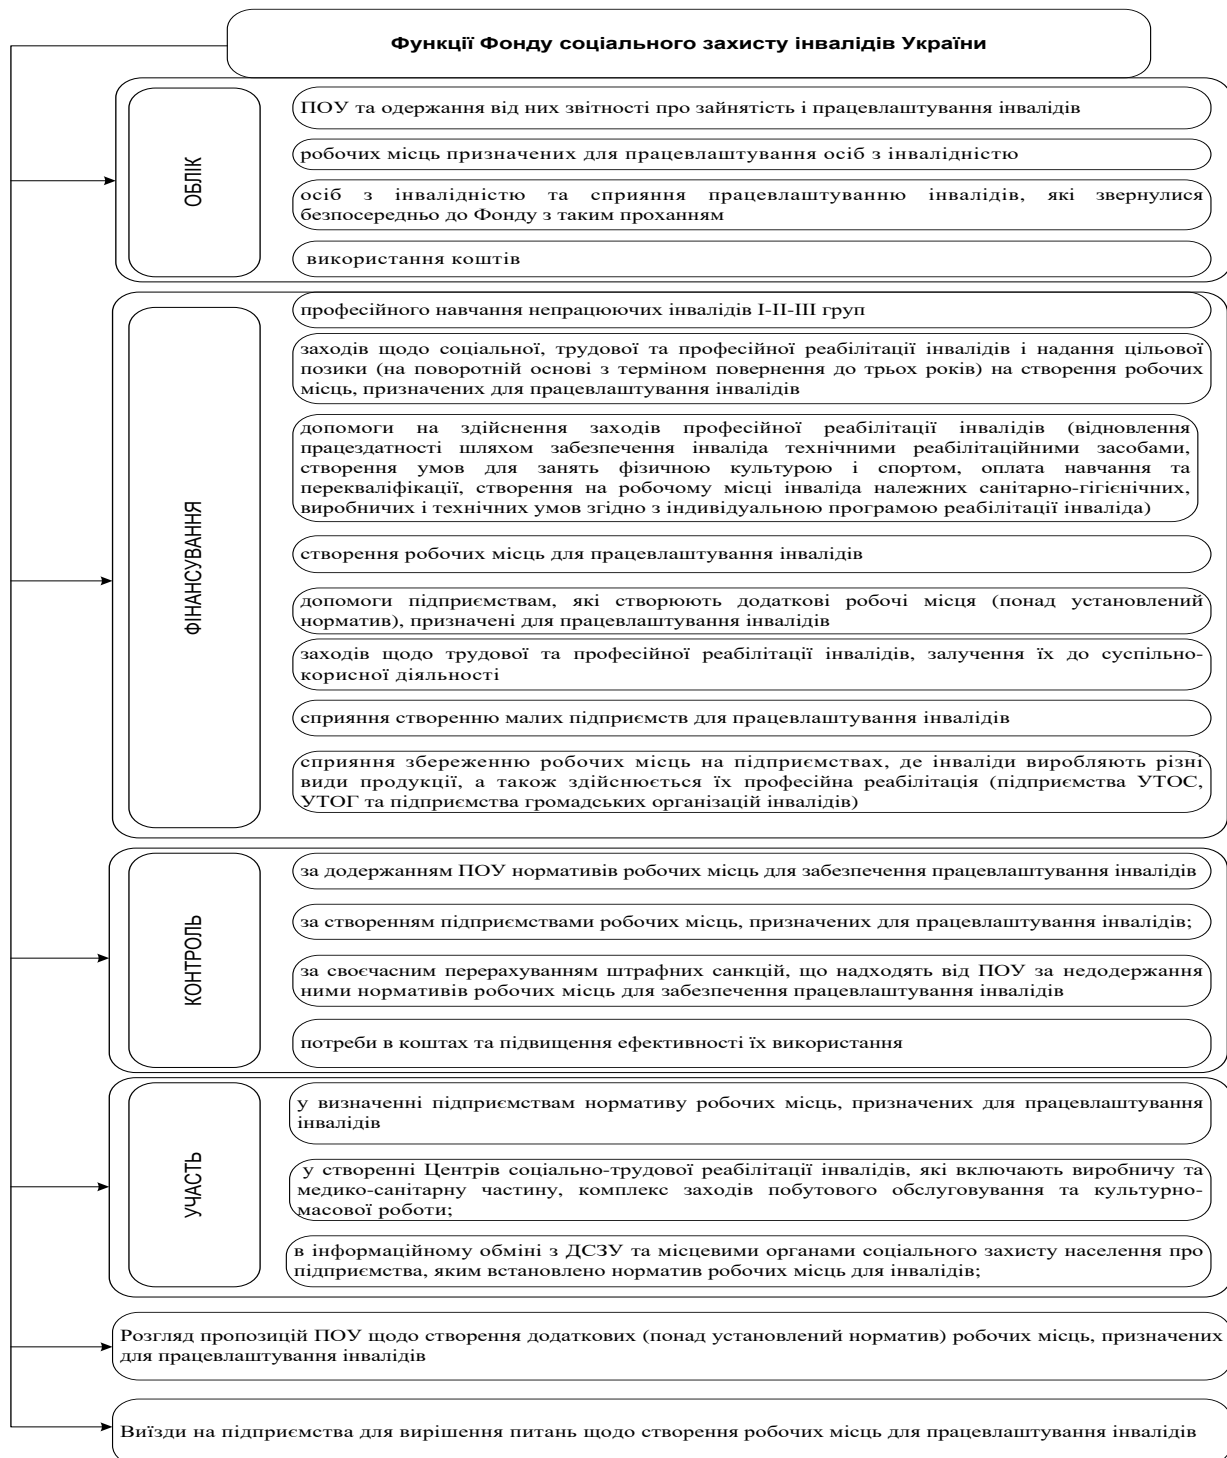 Функції Фонду соціального захисту інвалідів України
ОБЛІК
ПОУ та одержання від них звітності про зайнятість і працевлаштування інвалідів
робочих місць призначених для працевлаштування осіб з інвалідністю
осіб з інвалідністю та сприяння працевлаштуванню інвалідів, які звернулися
безпосередньо до Фонду з таким проханням
використання коштів
ФІНАНСУВАННЯ
професійного навчання непрацюючих інвалідів І-ІІ-ІІІ груп
заходів щодо соціальної, трудової та професійної реабілітації інвалідів і надання цільової
позики (на поворотній основі з терміном повернення до трьох років) на створення робочих
місць, призначених для працевлаштування інвалідів
допомоги на здійснення заходів професійної реабілітації інвалідів (відновлення
працездатності шляхом забезпечення інваліда технічними реабілітаційними засобами,
створення умов для занять фізичною культурою і спортом, оплата навчання та
перекваліфікації, створення на робочому місці інваліда належних санітарно-гігієнічних,
виробничих і технічних умов згідно з індивідуальною програмою реабілітації інваліда)
створення робочих місць для працевлаштування інвалідів
допомоги підприємствам, які створюють додаткові робочі місця (понад установлений
норматив), призначені для працевлаштування інвалідів
заходів щодо трудової та професійної реабілітації інвалідів, залучення їх до суспільно-
корисної діяльності
сприяння створенню малих підприємств для працевлаштування інвалідів
сприяння збереженню робочих місць на підприємствах, де інваліди виробляють різні
види продукції, а також здійснюється їх професійна реабілітація (підприємства УТОС,
УТОГ та підприємства громадських організацій інвалідів)
КОНТРОЛЬ
за додержанням ПОУ нормативів робочих місць для забезпечення працевлаштування інвалідів
за створенням підприємствами робочих місць, призначених для працевлаштування інвалідів;
за своєчасним перерахуванням штрафних санкцій, що надходять від ПОУ за недодержання
ними нормативів робочих місць для забезпечення працевлаштування інвалідів
потреби в коштах та підвищення ефективності їх використання
УЧАСТЬ
у визначенні підприємствам нормативу робочих місць, призначених для працевлаштування
інвалідів
у створенні Центрів соціально-трудової реабілітації інвалідів, які включають виробничу та
медико-санітарну частину, комплекс заходів побутового обслуговування та культурно-
масової роботи;
в інформаційному обміні з ДСЗУ та місцевими органами соціального захисту населення про
підприємства, яким встановлено норматив робочих місць для інвалідів;
Розгляд пропозицій ПОУ щодо створення додаткових (понад установлений норматив) робочих місць, призначених
для працевлаштування інвалідів
Виїзди на підприємства для вирішення питань щодо створення робочих місць для працевлаштування інвалідів